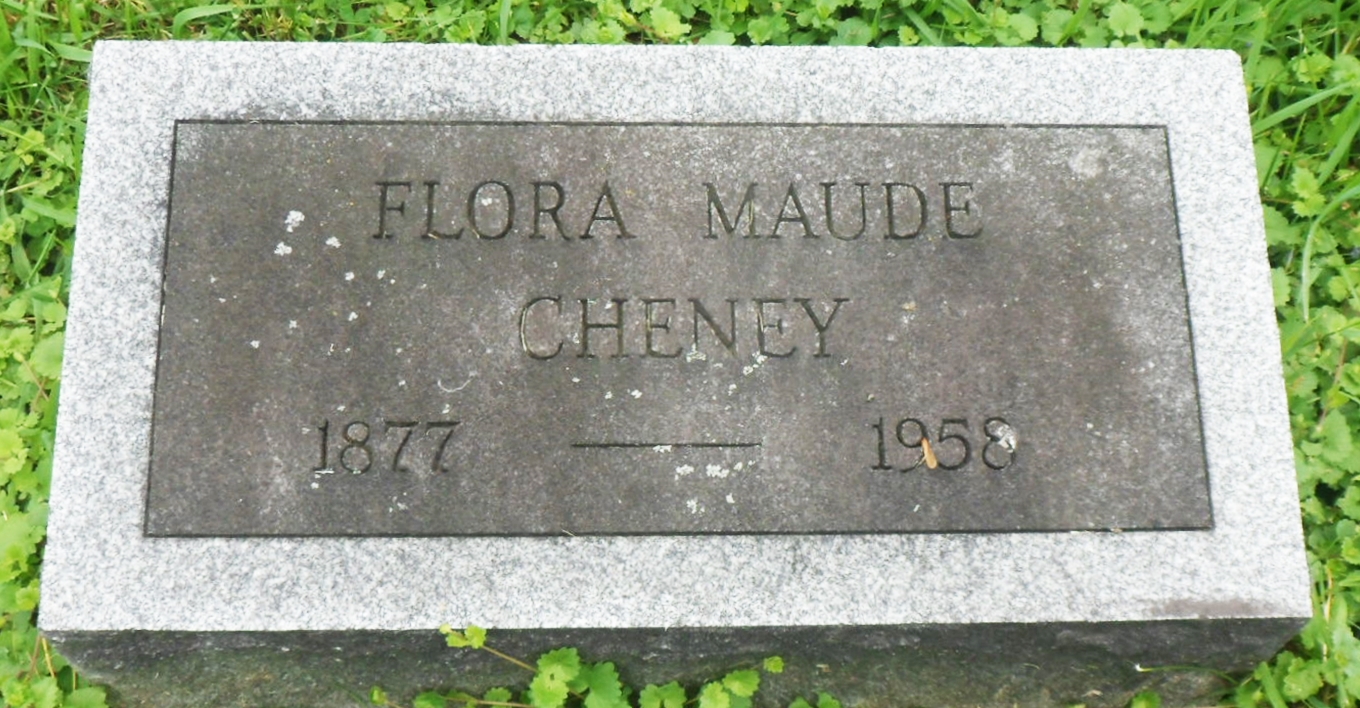 FLORA MAUDE
CHENEY
1877 — 1958